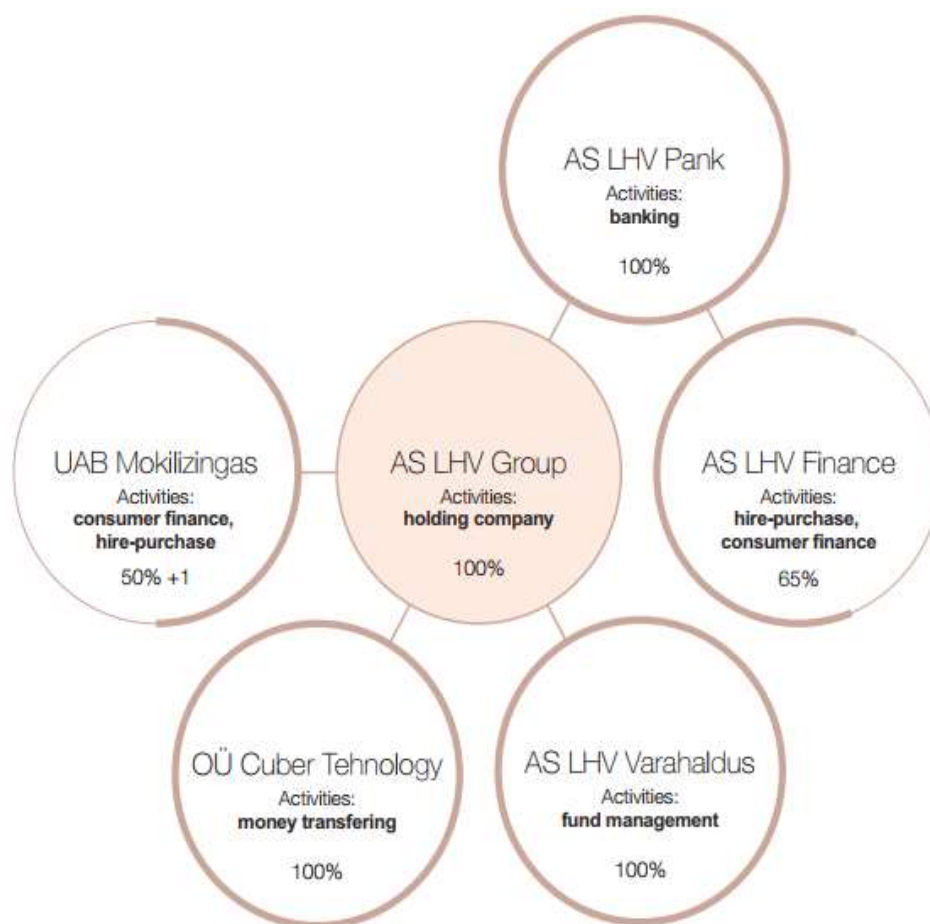 AS LHV Pank
Activities:
banking
100%
UAB Mokilizingas
Activities:
consumer finance,
hire-purchase
50% +1
AS LHV Group
Activities:
holding company
100%
AS LHV Finance
Activities:
hire-purchase,
consumer finance
65%
OÜ Cuber Tehnology
Activities:
money transfering
100%
AS LHV Varahaldus
Activities:
fund management
100%